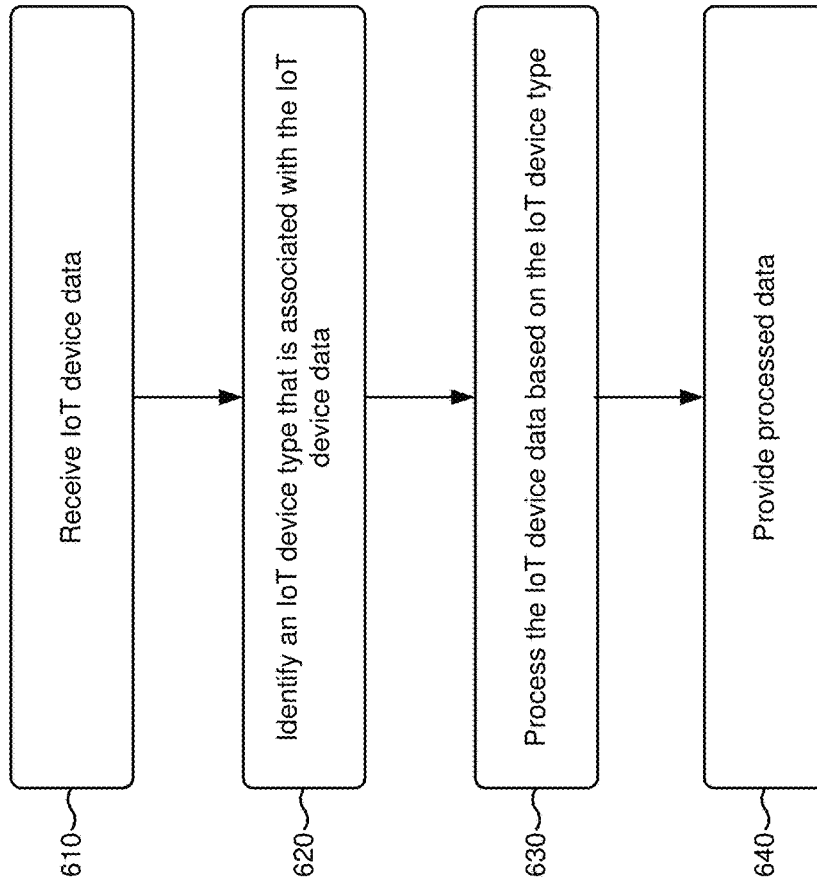 610
Receive IoT device data
620
Identify an IoT device type that is associated with the IoT
device data
630
Process the IoT device data based on the IoT device type
640
Provide processed data